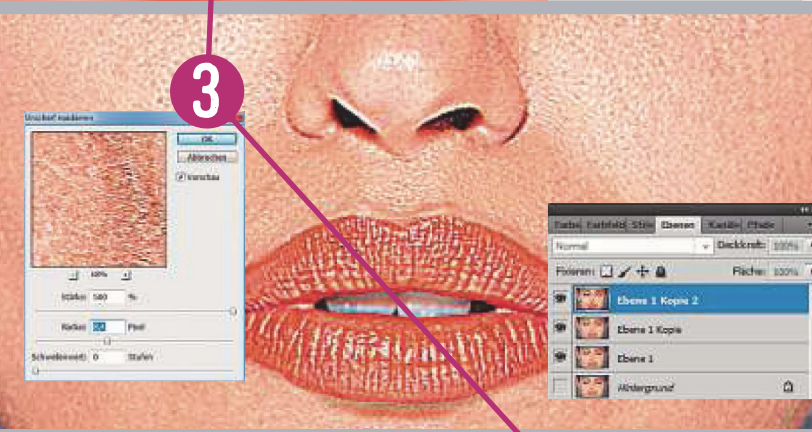 3
Unscharf maskieren
OK
Abbrechen
Vorschau
100%
Stärke: 500 %
Radius: Pixel
Schwellenwert: 0 Stufen
Ebenen Kanäle Pfade
Normal Deckkraft: 100%
Fixieren: Fläche: 100%
Ebene 1 Kopie 2
Ebene 1 Kopie
Ebene 1
Hintergrund